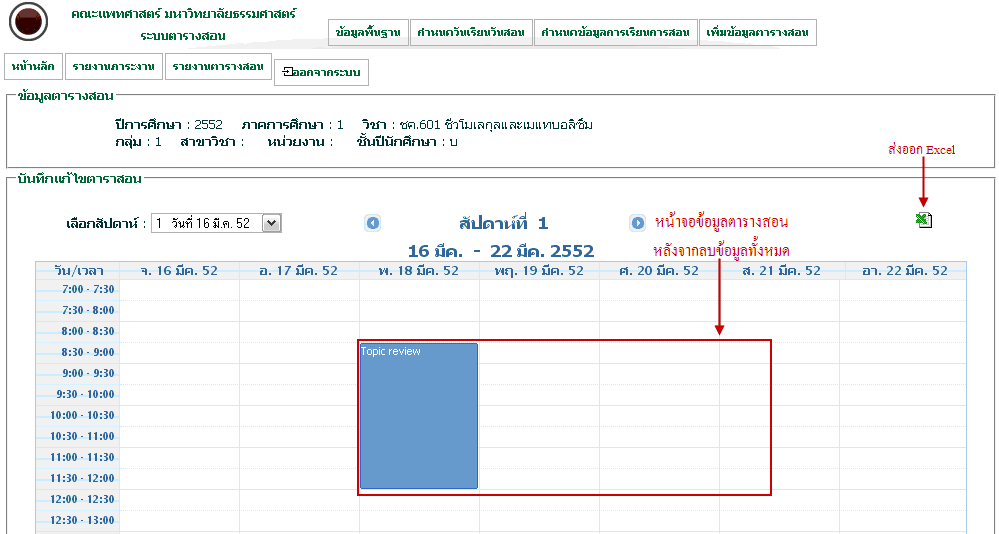 คณะแพทศาสตร์ มหาวิทยาลัยธรรมศาสตร์
ระบบตารางสอน
ข้อมูลพื้นฐาน กำหนดวันเรียนวันสอน กำหนดข้อมูลการเรียนการสอน เพิ่มข้อมูลตารางสอน
หน้าหลัก รายงานภาระงาน รายงานตารางสอน ออกจากระบบ
ข้อมูลตารางสอน
ปีการศึกษา : 2552 ภาคการศึกษา : 1 วิชา : ชค.601 ชีวโมเลกุลและเมแทบอลิซึม
กลุ่ม : 1 สาขาวิชา : หน่วยงาน : ชั้นปีนักศึกษา : บ
ส่งออก Excel
บันทึกแก้ไขตาราสอน
เลือกสัปดาห์ : 1 วันที่ 16 มี.ค. 52
สัปดาห์ที่ 1
หน้าจอข้อมูลตารางสอน
16 มีค. - 22 มีค. 2552
หลังจากลบข้อมูลทั้งหมด
วัน/เวลา จ. 16 มีค. 52 อ. 17 มีค. 52 พ. 18 มีค. 52 พฤ. 19 มีค. 52 ศ. 20 มีค. 52 ส. 21 มีค. 52 อา. 22 มีค. 52
7:00 - 7:30
7:30 - 8:00
8:00 - 8:30
8:30 - 9:00 Topic review
9:00 - 9:30
9:30 - 10:00
10:00 - 10:30
10:30 - 11:00
11:00 - 11:30
11:30 - 12:00
12:00 - 12:30
12:30 - 13:00